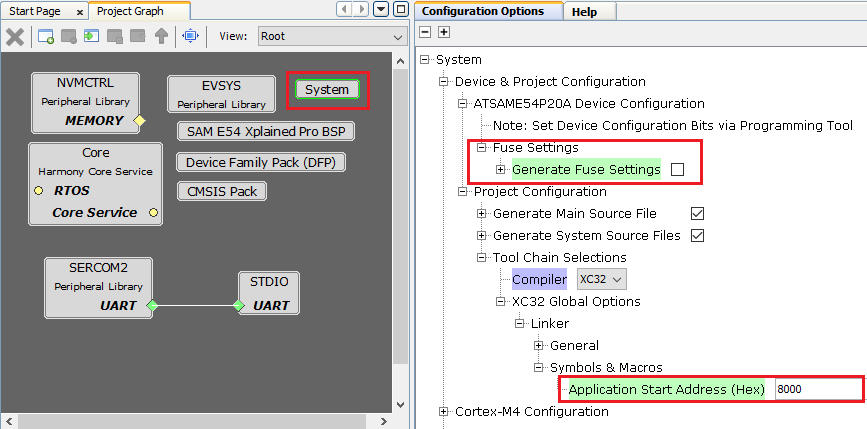 Start Page x
Project Graph
View: Root
NVMCTRL
Peripheral Library
MEMORY
EVSYS
Peripheral Library
System
SAM E54 Xplained Pro BSP
Device Family Pack (DFP)
CMSIS Pack
Core
Harmony Core Service
RTOS
Core Service
SERCOM2
Peripheral Library
UART
STDIO
UART
Configuration Options
Help
System
Device & Project Configuration
ATSAME54P20A Device Configuration
Note: Set Device Configuration Bits via Programming Tool
Fuse Settings
Generate Fuse Settings
Project Configuration
Generate Main Source File
Generate System Source Files
Tool Chain Selections
Compiler XC32
XC32 Global Options
Linker
General
Symbols & Macros
Application Start Address (Hex) 8000
Cortex-M4 Configuration